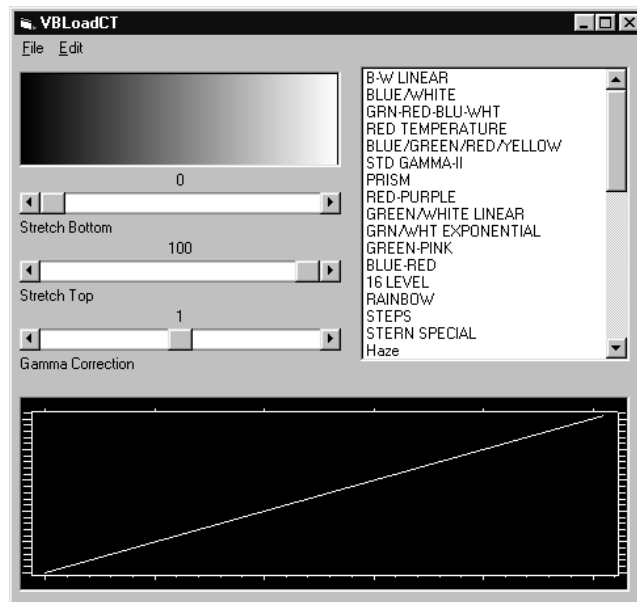 VBLoadCT
File Edit
0
Stretch Bottom
100
Stretch Top
1
Gamma Correction
B-W LINEAR
BLUE/WHITE
GRN-RED-BLU-WHT
RED TEMPERATURE
BLUE/GREEN/RED/YELLOW
STD GAMMA-II
PRISM
RED-PURPLE
GREEN/WHITE LINEAR
GRN/WHT EXPONENTIAL
GREEN-PINK
BLUE-RED
16 LEVEL
RAINBOW
STEPS
STERN SPECIAL
Haze